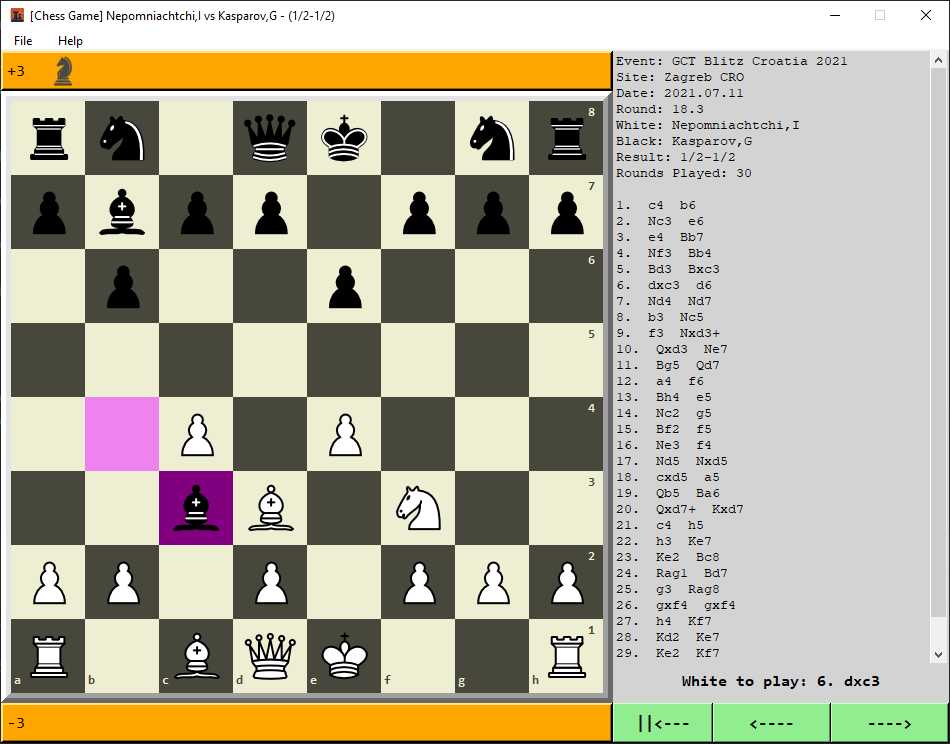 [Chess Game] Nepomniachtchi,I vs Kasparov,G - (1/2-1/2)
File Help
+3
8
7
6
5
4
3
2
1
a b c d e f g h
-3
Event: GCT Blitz Croatia 2021
Site: Zagreb CRO
Date: 2021.07.11
Round: 18.3
White: Nepomniachtchi,I
Black: Kasparov,G
Result: 1/2-1/2
Rounds Played: 30
1. c4 b6
2. Nc3 e6
3. e4 Bb7
4. Nf3 Bb4
5. Bd3 Bxc3
6. dxc3 d6
7. Nd4 Nd7
8. b3 Nc5
9. f3 Nxd3+
10. Qxd3 Ne7
11. Bg5 Qd7
12. a4 f6
13. Bh4 e5
14. Nc2 g5
15. Bf2 f5
16. Ne3 f4
17. Nd5 Nxd5
18. cxd5 a5
19. Qb5 Ba6
20. Qxd7+ Kxd7
21. c4 h5
22. h3 Ke7
23. Ke2 Bc8
24. Rag1 Bd7
25. g3 Rag8
26. gxf4 gxf4
27. h4 Kf7
28. Kd2 Ke7
29. Ke2 Kf7
White to play: 6. dxc3
||<--- <---- ---->